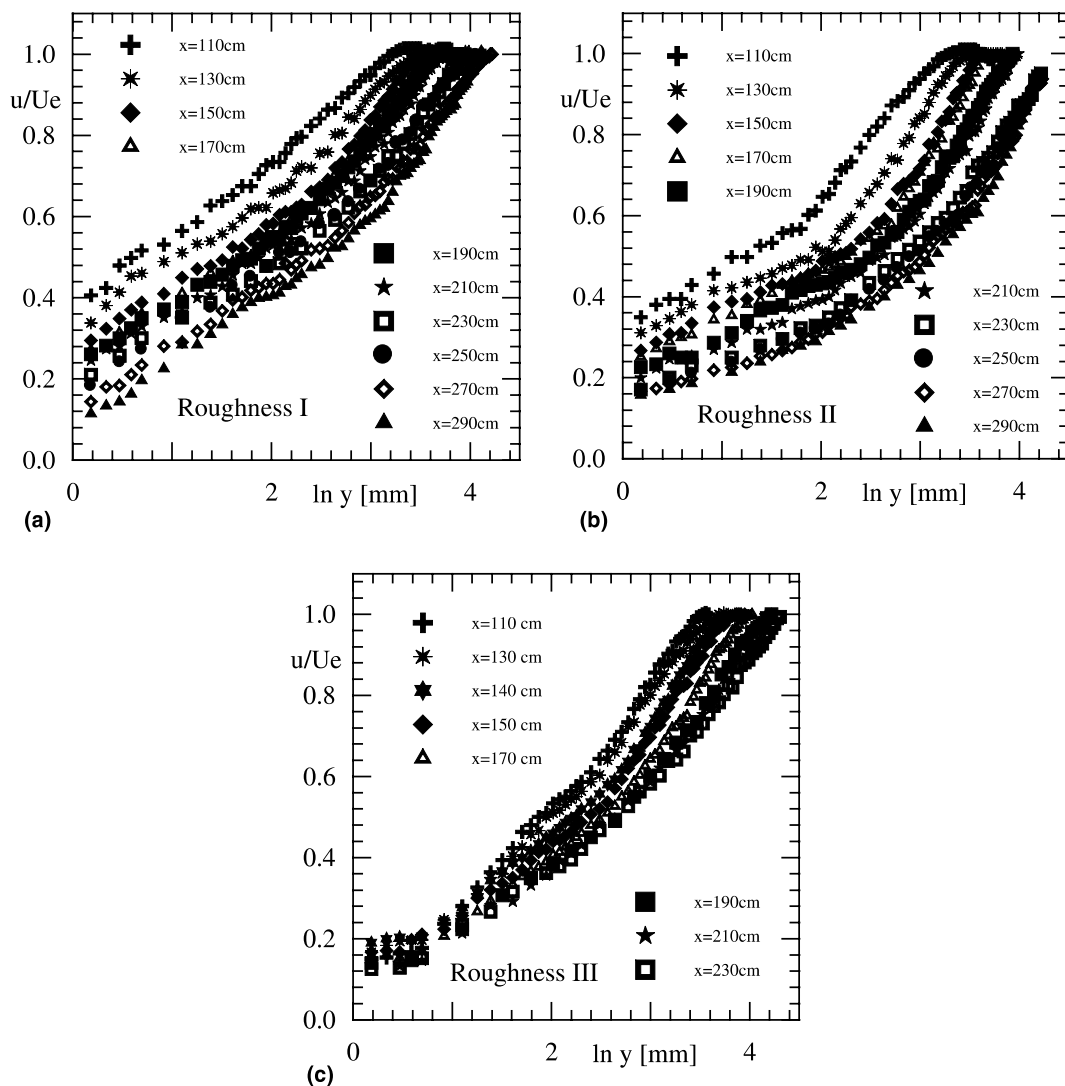 1.0
u/Ue
0.8
0.6
0.4
0.2
0.0
x=110cm
x=130cm
x=150cm
x=170cm
x=190cm
x=210cm
x=230cm
x=250cm
x=270cm
x=290cm
Roughness I
0
2
ln y [mm]
4
(a)
1.0
u/Ue
0.8
0.6
0.4
0.2
0.0
x=110cm
x=130cm
x=150cm
x=170cm
x=190cm
x=210cm
x=230cm
x=250cm
x=270cm
x=290cm
Roughness II
0
2
ln y [mm]
4
(b)
1.0
u/Ue
0.8
0.6
0.4
0.2
0.0
x=110 cm
x=130 cm
x=140 cm
x=150 cm
x=170 cm
x=190cm
x=210cm
x=230cm
Roughness III
0
2
ln y [mm]
4
(c)